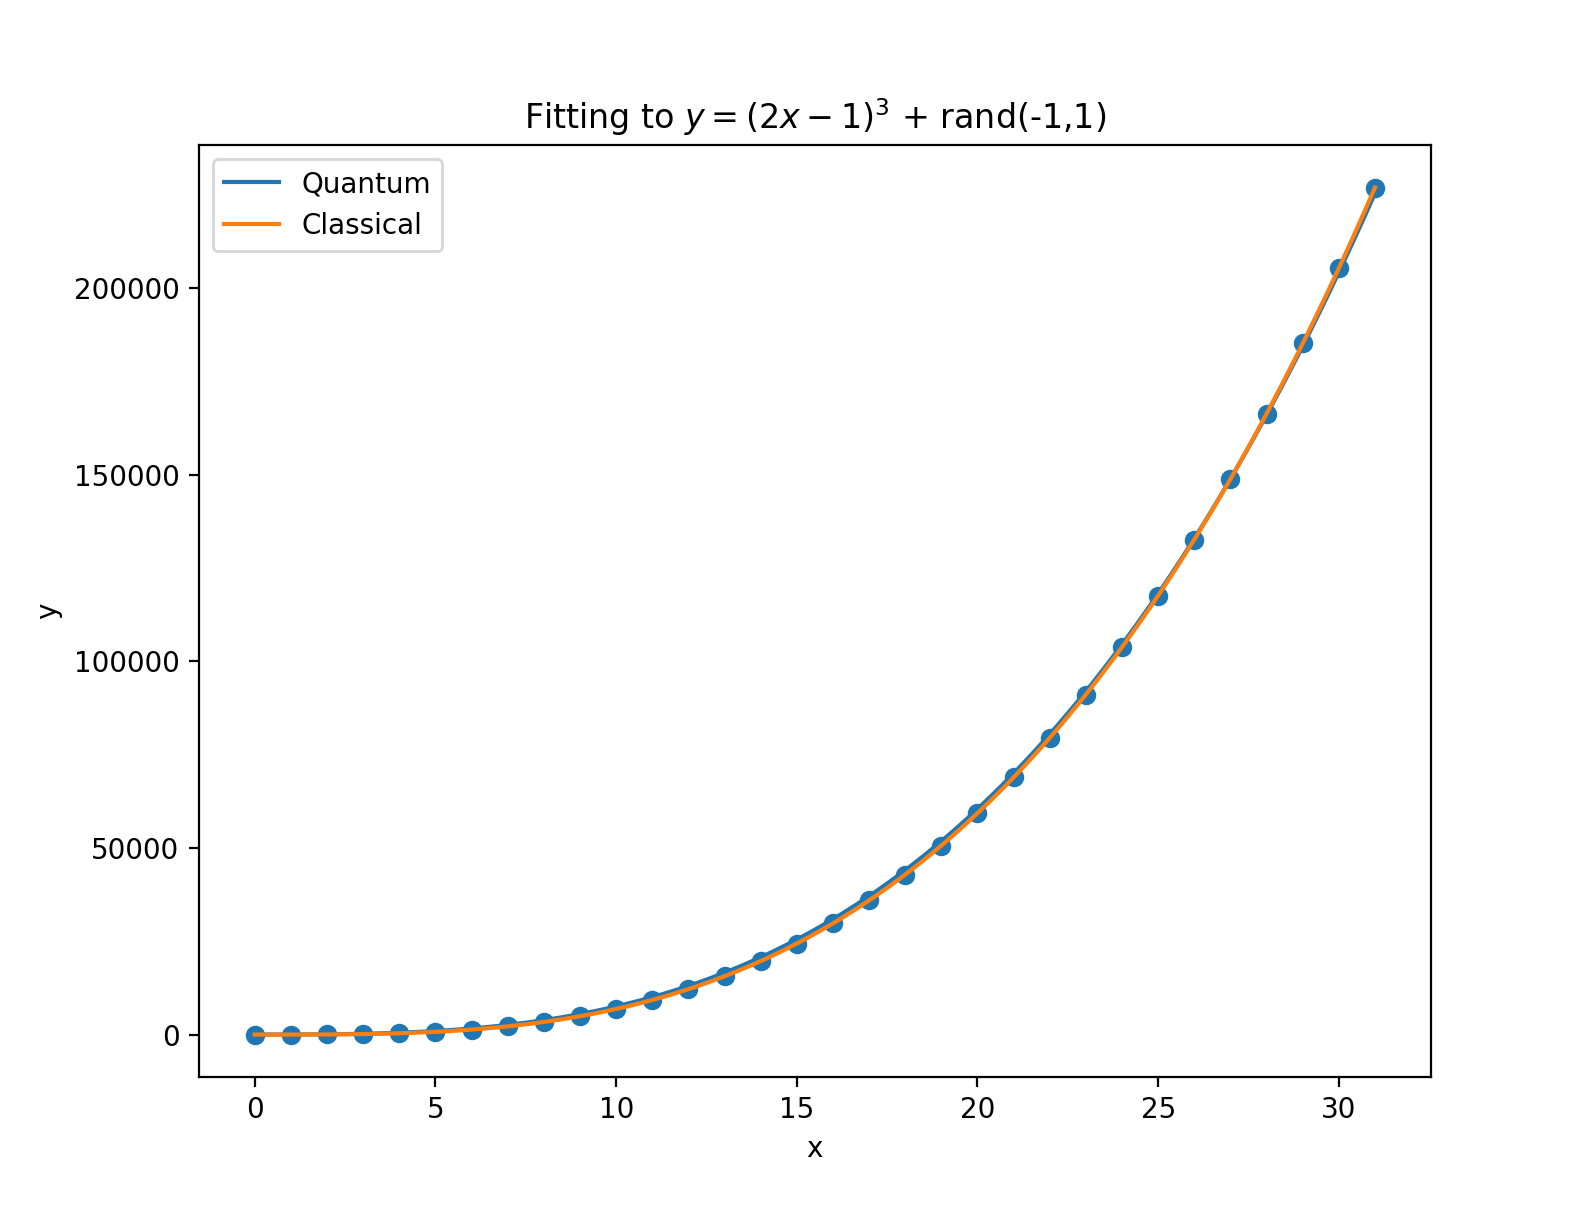 Fitting to y = (2x − 1)³ + rand(-1,1)
Quantum
Classical
200000
150000
100000
50000
0
y
0 5 10 15 20 25 30
x